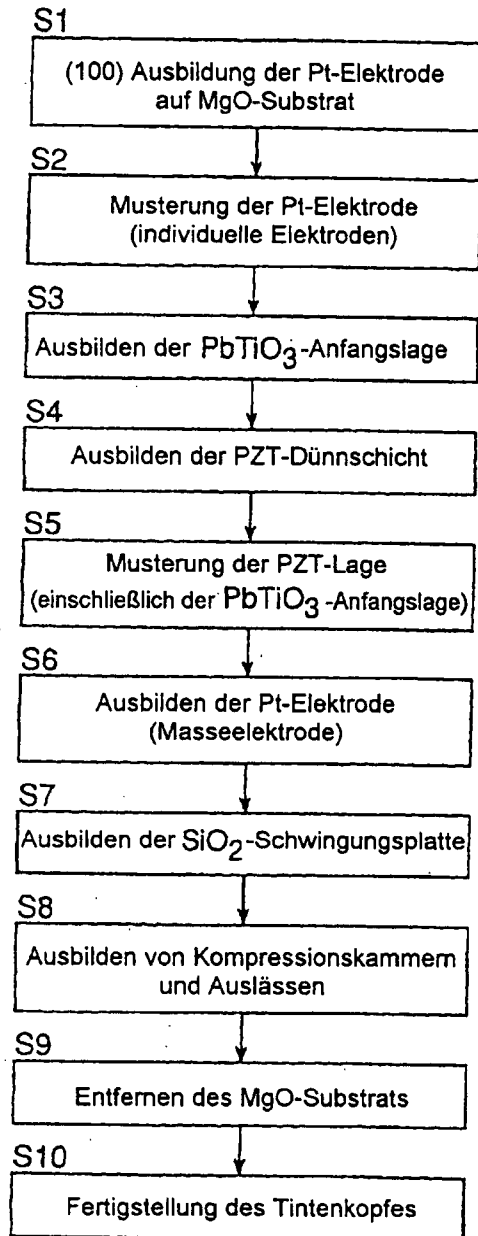 S1
(100) Ausbildung der Pt-Elektrode
auf MgO-Substrat
S2
Musterung der Pt-Elektrode
(individuelle Elektroden)
S3
Ausbilden der PbTiO₃-Anfangslage
S4
Ausbilden der PZT-Dünnschicht
S5
Musterung der PZT-Lage
(einschließlich der PbTiO₃-Anfangslage)
S6
Ausbilden der Pt-Elektrode
(Masseelektrode)
S7
Ausbilden der SiO₂-Schwingungsplatte
S8
Ausbilden von Kompressionskammern
und Auslässen
S9
Entfernen des MgO-Substrats
S10
Fertigstellung des Tintenkopfes